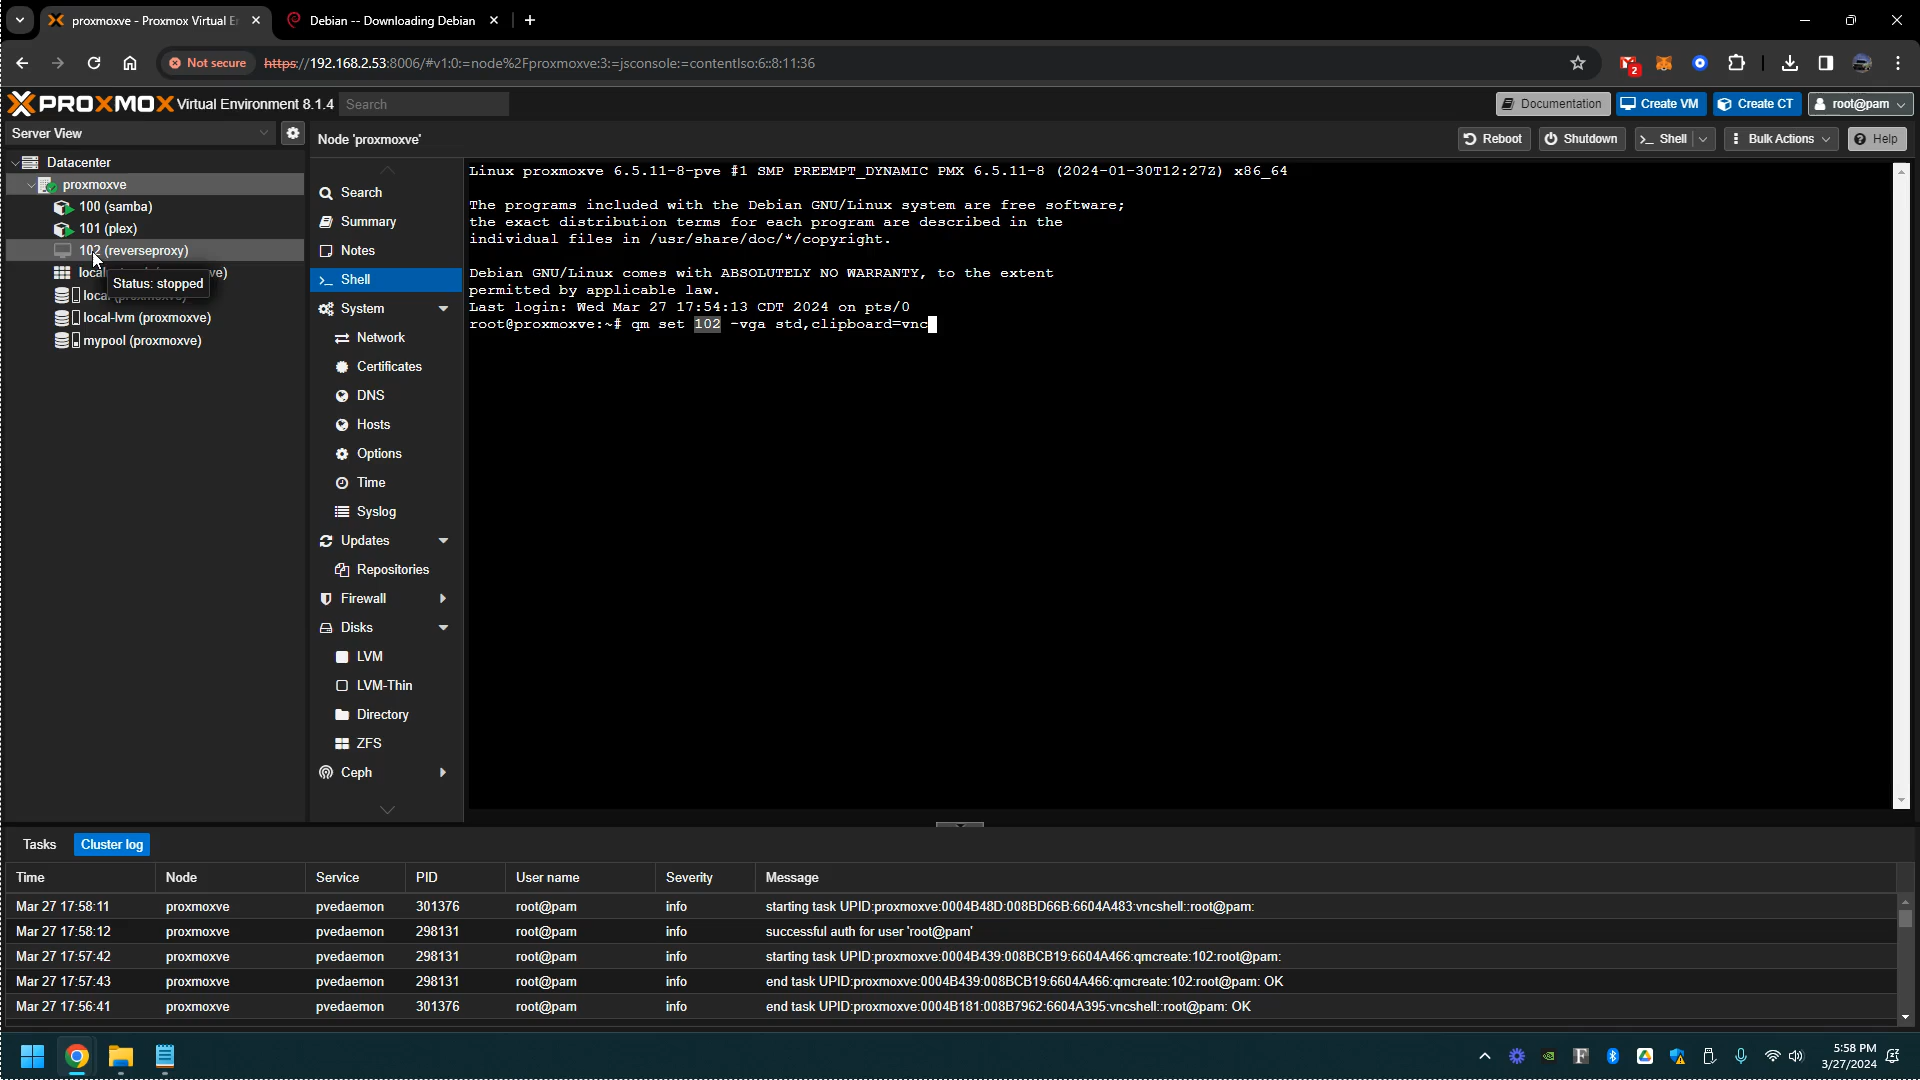 proxmoxve - Proxmox Virtual E
Debian -- Downloading Debian
Not secure
https://192.168.2.53:8006/#v1:0:=node%2Fproxmoxve:3:=jsconsole:=contentIso:6::8:11:36
2
PROXMOX Virtual Environment 8.1.4
Search
Documentation
Create VM
Create CT
root@pam
Server View
Node 'proxmoxve'
Reboot
Shutdown
Shell
Bulk Actions
Help
Datacenter
proxmoxve
100 (samba)
101 (plex)
102 (reverseproxy)
Status: stopped
local-lvm (proxmoxve)
mypool (proxmoxve)
Search
Summary
Notes
Shell
System
Network
Certificates
DNS
Hosts
Options
Time
Syslog
Updates
Repositories
Firewall
Disks
LVM
LVM-Thin
Directory
ZFS
Ceph
Linux proxmoxve 6.5.11-8-pve #1 SMP PREEMPT_DYNAMIC PMX 6.5.11-8 (2024-01-30T12:27Z) x86_64
The programs included with the Debian GNU/Linux system are free software;
the exact distribution terms for each program are described in the
individual files in /usr/share/doc/*/copyright.
Debian GNU/Linux comes with ABSOLUTELY NO WARRANTY, to the extent
permitted by applicable law.
Last login: Wed Mar 27 17:54:13 CDT 2024 on pts/0
root@proxmoxve:~# qm set 102 -vga std,clipboard=vnc
Tasks
Cluster log
Time Node Service PID User name Severity Message
Mar 27 17:58:11 proxmoxve pvedaemon 301376 root@pam info starting task UPID:proxmoxve:0004B48D:008BD66B:6604A483:vncshell::root@pam:
Mar 27 17:58:12 proxmoxve pvedaemon 298131 root@pam info successful auth for user 'root@pam'
Mar 27 17:57:42 proxmoxve pvedaemon 298131 root@pam info starting task UPID:proxmoxve:0004B439:008BCB19:6604A466:qmcreate:102:root@pam:
Mar 27 17:57:43 proxmoxve pvedaemon 298131 root@pam info end task UPID:proxmoxve:0004B439:008BCB19:6604A466:qmcreate:102:root@pam: OK
Mar 27 17:56:41 proxmoxve pvedaemon 301376 root@pam info end task UPID:proxmoxve:0004B181:008B7962:6604A395:vncshell::root@pam: OK
5:58 PM
3/27/2024